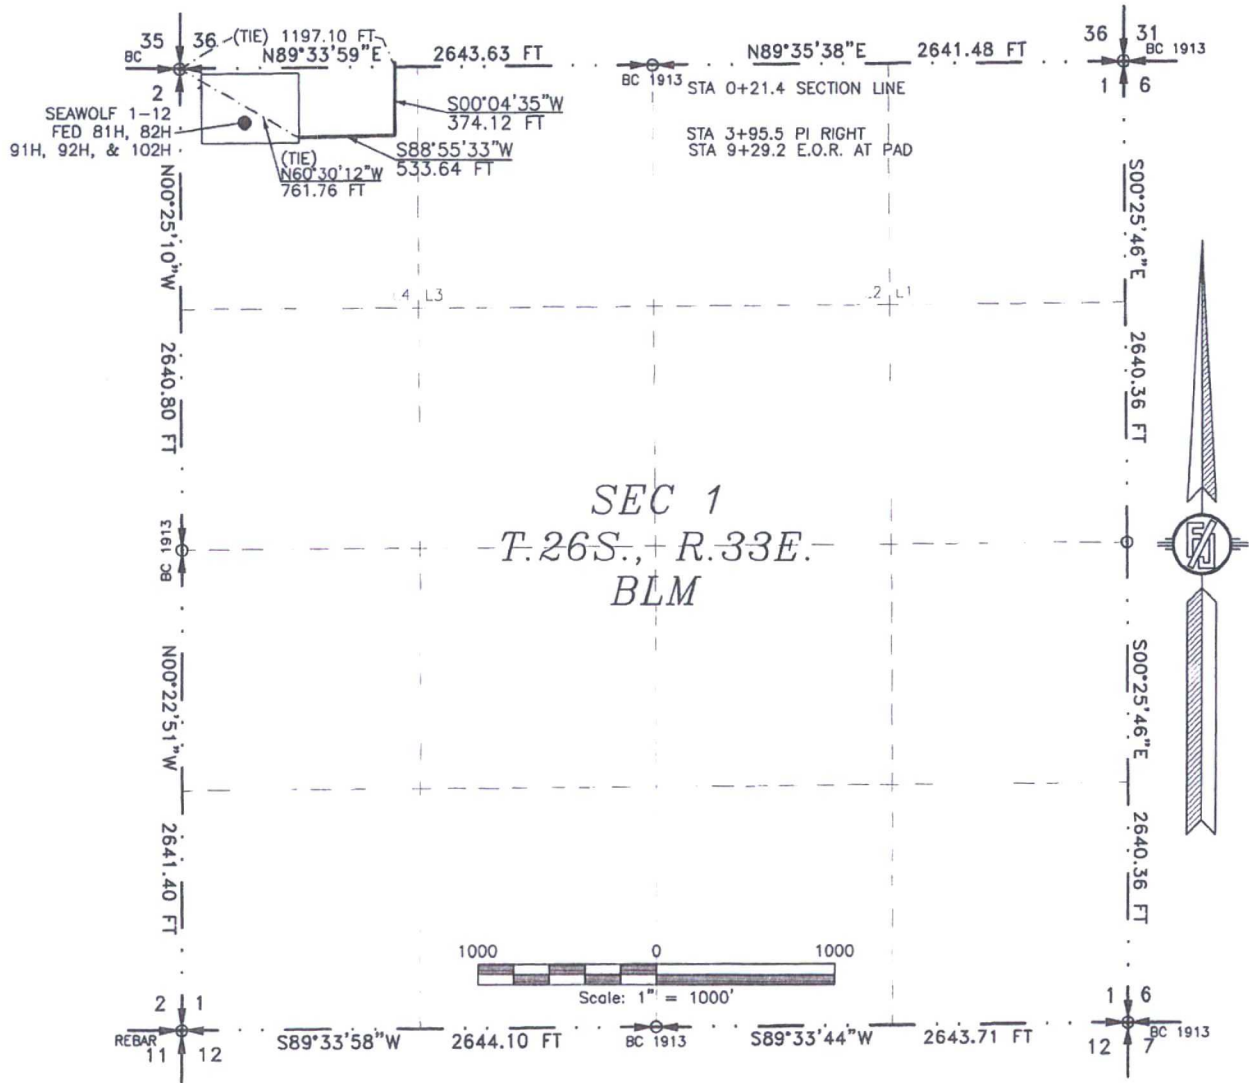 35 36 (TIE) 1197.10 FT
BC
N89°33'59"E 2643.63 FT
N89°35'38"E 2641.48 FT
36 31
BC 1913
BC 1913
1 6
2
STA 0+21.4 SECTION LINE
STA 3+95.5 PI RIGHT
STA 9+29.2 E.O.R. AT PAD
SEAWOLF 1-12
FED 81H, 82H
91H, 92H, & 102H
S00°04'35"W
374.12 FT
S88°55'33"W
533.64 FT
(TIE)
N60°30'12"W
761.76 FT
N00°25'10"W 2640.80 FT
S00°25'46"E 2640.36 FT
4 L3
2 L1
SEC 1
T.26S., R.33E.
BLM
BC 1913
N00°22'51"W 2641.40 FT
S00°25'46"E 2640.36 FT
1000 0 1000
Scale: 1" = 1000'
2 1
REBAR
11 12
S89°33'58"W 2644.10 FT
BC 1913
S89°33'44"W 2643.71 FT
1 6
BC 1913
12 7